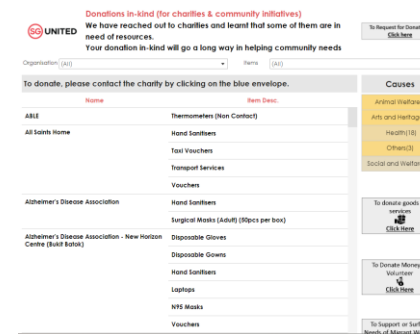 SG UNITED
Donations in-kind (for charities & community initiatives)
We have reached out to charities and learnt that some of them are in
need of resources.
Your donation in-kind will go a long way in helping community needs
To Request for Donat
Click here
Organisation (All)
Items (All)
To donate, please contact the charity by clicking on the blue envelope.
Name
Item Desc.
ABLE
Thermometers (Non Contact)
All Saints Home
Hand Sanitisers
Taxi Vouchers
Transport Services
Vouchers
Alzheimer's Disease Association
Hand Sanitisers
Surgical Masks (Adult) (50pcs per box)
Alzheimer's Disease Association - New Horizon
Centre (Bukit Batok)
Disposable Gloves
Disposable Gowns
Hand Sanitisers
Laptops
N95 Masks
Vouchers
Causes
Animal Welfare
Arts and Heritag
Health(18)
Others(3)
Social and Welfar
To donate goods
services
Click Here
To Donate Money
Volunteer
Click Here
To Support or Su
Needs of Migrant W